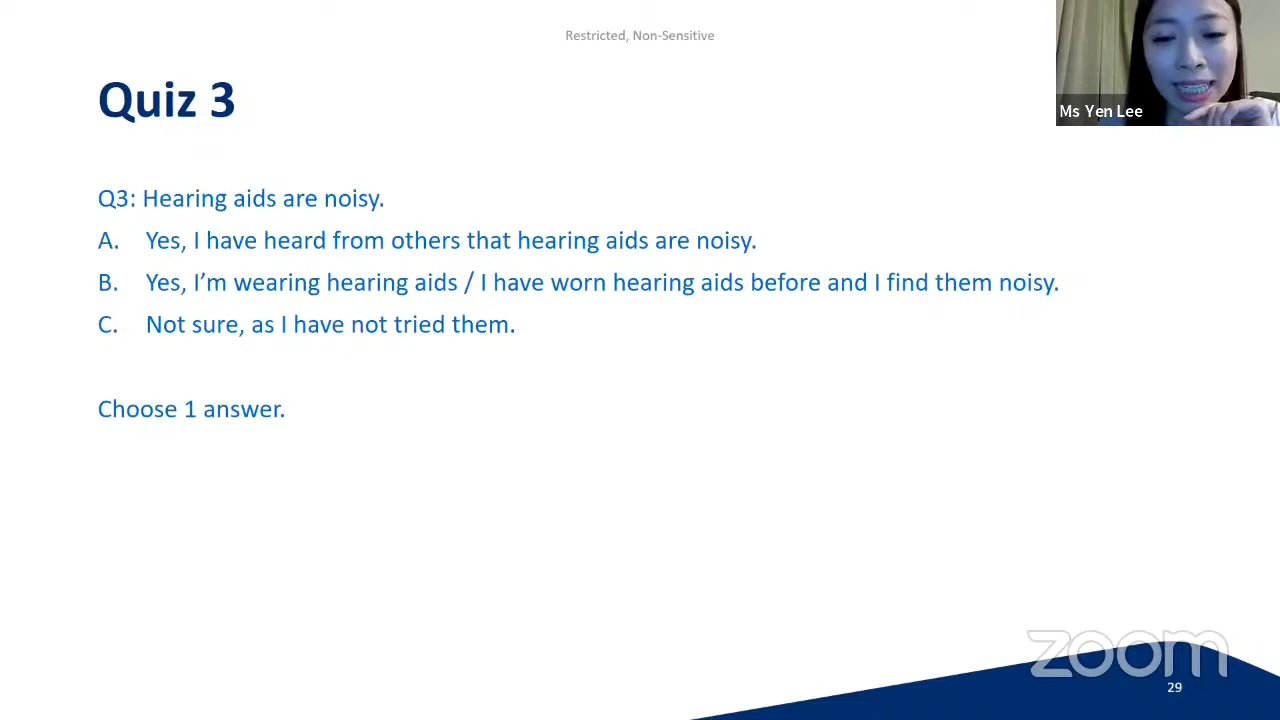 Restricted, Non-Sensitive
Quiz 3
Ms Yen Lee
Q3: Hearing aids are noisy.
A. Yes, I have heard from others that hearing aids are noisy.
B. Yes, I’m wearing hearing aids / I have worn hearing aids before and I find them noisy.
C. Not sure, as I have not tried them.
Choose 1 answer.
zoom
29